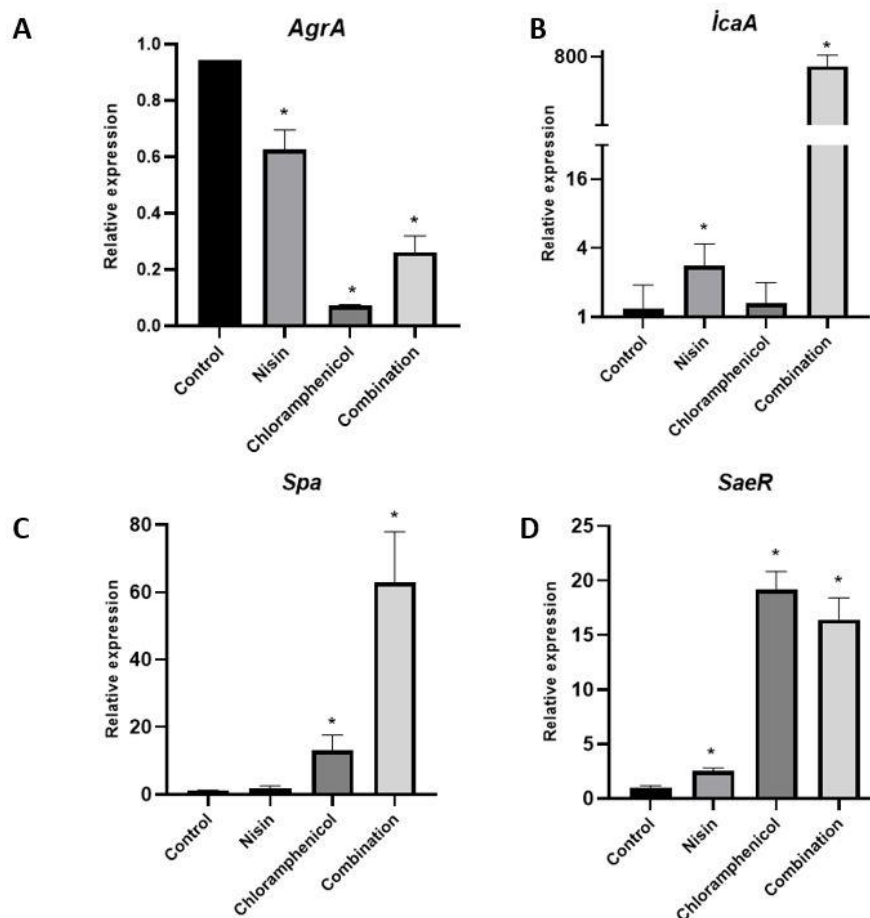 A
AgrA
Relative expression
1.0
0.8
0.6
0.4
0.2
0.0
*
*
*
Control
Nisin
Chloramphenicol
Combination
B
İcaA
Relative expression
800
16
4
1
*
*
Control
Nisin
Chloramphenicol
Combination
C
Spa
Relative expression
80
60
40
20
0
*
*
Control
Nisin
Chloramphenicol
Combination
D
SaeR
Relative expression
25
20
15
10
5
0
*
*
*
Control
Nisin
Chloramphenicol
Combination